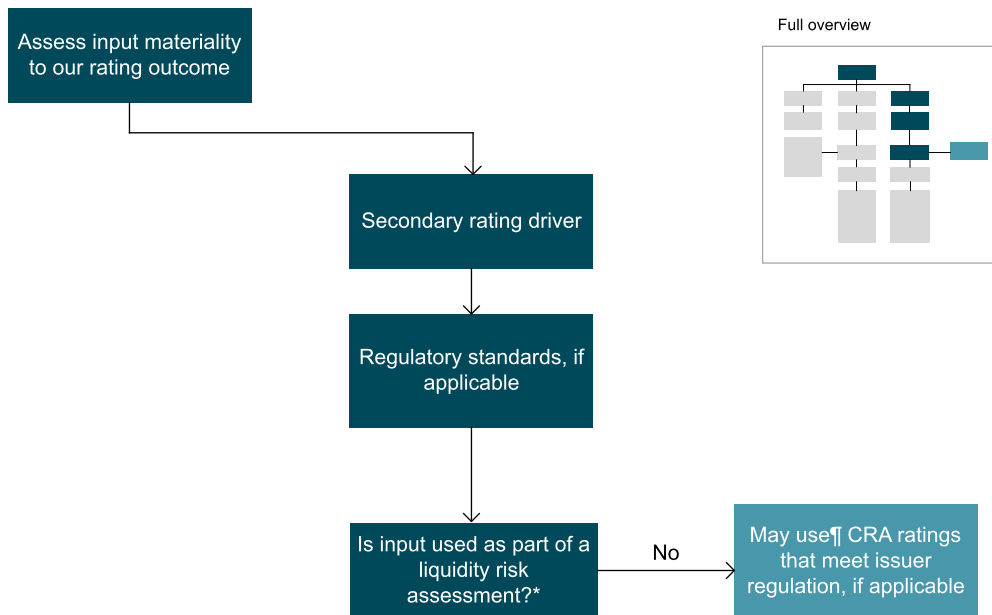 Assess input materiality
to our rating outcome
Full overview
Secondary rating driver
Regulatory standards, if
applicable
Is input used as part of a
liquidity risk
assessment?*
No
May use¶ CRA ratings
that meet issuer
regulation, if applicable